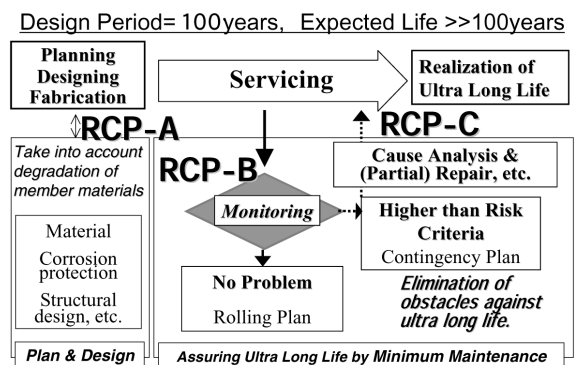 Design Period= 100years, Expected Life >>100years
Planning
Designing
Fabrication
Servicing
Realization of
Ultra Long Life
RCP-A
RCP-C
RCP-B
Take into account
degradation of
member materials
Material
Corrosion
protection
Structural
design, etc.
Plan & Design
Monitoring
No Problem
Rolling Plan
Cause Analysis &
(Partial) Repair, etc.
Higher than Risk
Criteria
Contingency Plan
Elimination of
obstacles against
ultra long life.
Assuring Ultra Long Life by Minimum Maintenance